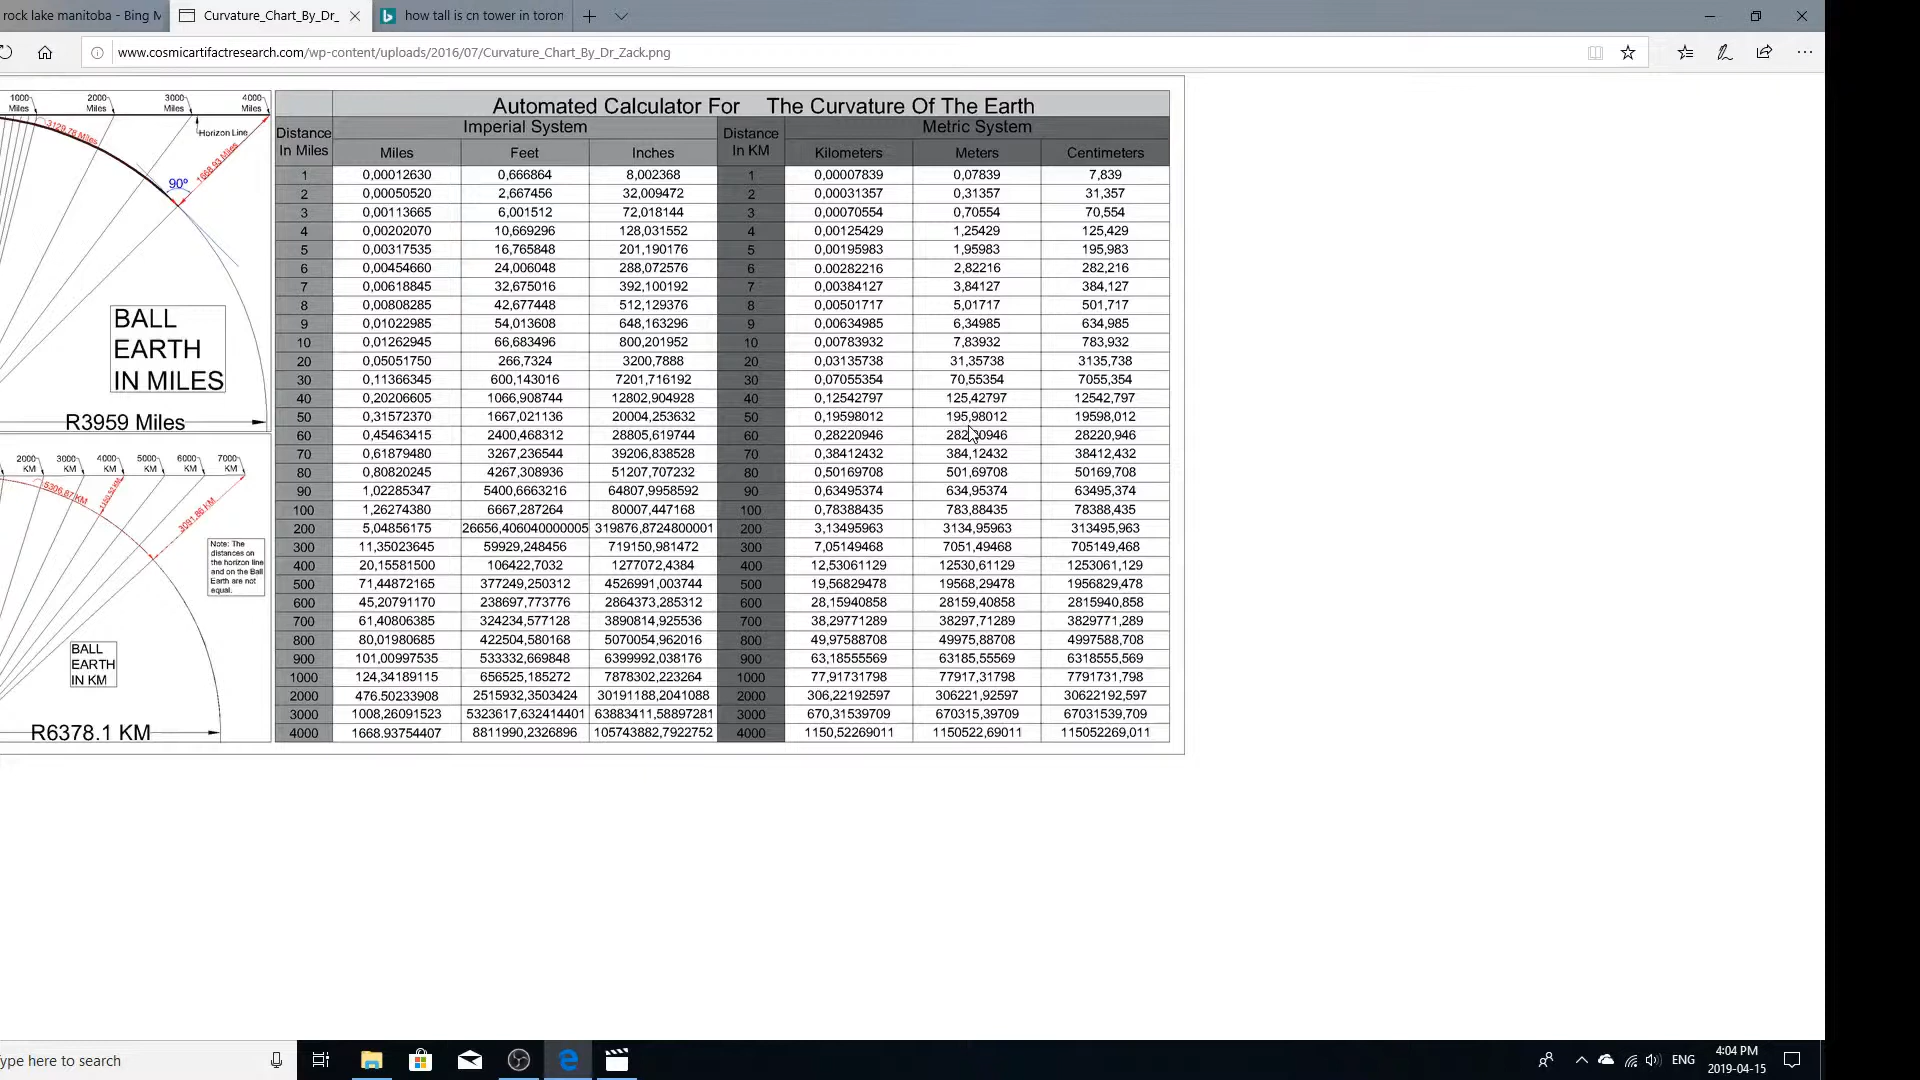 rock lake manitoba - Bing M
Curvature_Chart_By_Dr_
how tall is cn tower in toron
www.cosmicartifactresearch.com/wp-content/uploads/2016/07/Curvature_Chart_By_Dr_Zack.png
1000 Miles 2000 Miles 3000 Miles 4000 Miles
3129.78 Miles
Horizon Line
1668.93 Miles
90º
BALL
EARTH
IN MILES
R3959 Miles
2000 KM 3000 KM 4000 KM 5000 KM 6000 KM 7000 KM
5306.87 KM
3091.86 KM
Note: The
distances on
the horizon line
and on the Ball
Earth are not
equal.
BALL
EARTH
IN KM
R6378.1 KM
Automated Calculator For The Curvature Of The Earth
Distance In Miles Imperial System Distance In KM Metric System
Miles Feet Inches Kilometers Meters Centimeters
1 0,00012630 0,666864 8,002368 1 0,00007839 0,07839 7,839
2 0,00050520 2,667456 32,009472 2 0,00031357 0,31357 31,357
3 0,00113665 6,001512 72,018144 3 0,00070554 0,70554 70,554
4 0,00202070 10,669296 128,031552 4 0,00125429 1,25429 125,429
5 0,00317535 16,765848 201,190176 5 0,00195983 1,95983 195,983
6 0,00454660 24,006048 288,072576 6 0.00282216 2,82216 282,216
7 0,00618845 32,675016 392,100192 7 0,00384127 3,84127 384,127
8 0,00808285 42,677448 512,129376 8 0,00501717 5,01717 501,717
9 0,01022985 54,013608 648,163296 9 0,00634985 6,34985 634,985
10 0,01262945 66,683496 800,201952 10 0,00783932 7,83932 783,932
20 0,05051750 266,7324 3200,7888 20 0,03135738 31,35738 3135,738
30 0,11366345 600,143016 7201,716192 30 0,07055354 70,55354 7055,354
40 0,20206605 1066,908744 12802,904928 40 0,12542797 125,42797 12542,797
50 0,31572370 1667,021136 20004,253632 50 0,19598012 195,98012 19598,012
60 0,45463415 2400,468312 28805,619744 60 0,28220946 28220,946
70 0,61879480 3267,236544 39206,838528 70 0,38412432 384,12432 38412,432
80 0,80820245 4267,308936 51207,707232 80 0,50169708 501,69708 50169,708
90 1,02285347 5400,6663216 64807,9958592 90 0,63495374 634,95374 63495,374
100 1,26274380 6667,287264 80007,447168 100 0,78388435 783,88435 78388,435
200 5,04856175 26656,406040000005 319876,8724800001 200 3,13495963 3134,95963 313495,963
300 11,35023645 59929,248456 719150,981472 300 7,05149468 7051,49468 705149,468
400 20,15581500 106422,7032 1277072,4384 400 12,53061129 12530,61129 1253061,129
500 71,44872165 377249,250312 4526991,003744 500 19,56829478 19568,29478 1956829,478
600 45,20791170 238697,773776 2864373,285312 600 28,15940858 28159,40858 2815940,858
700 61,40806385 324234,577128 3890814,925536 700 38,29771289 38297,71289 3829771,289
800 80,01980685 422504,580168 5070054,962016 800 49,97588708 49975,88708 4997588,708
900 101,00997535 533332,669848 6399992,038176 900 63,18555569 63185,55569 6318555,569
1000 124,34189115 656525,185272 7878302,223264 1000 77,91731798 77917,31798 7791731,798
2000 476.50233908 2515932,3503424 30191188,2041088 2000 306,22192597 306221,92597 30622192,597
3000 1008,26091523 5323617,632414401 63883411,58897281 3000 670,31539709 670315,39709 67031539,709
4000 1668.93754407 8811990,2326896 105743882,7922752 4000 1150,52269011 1150522,69011 115052269,011
ype here to search
ENG
4:04 PM
2019-04-15